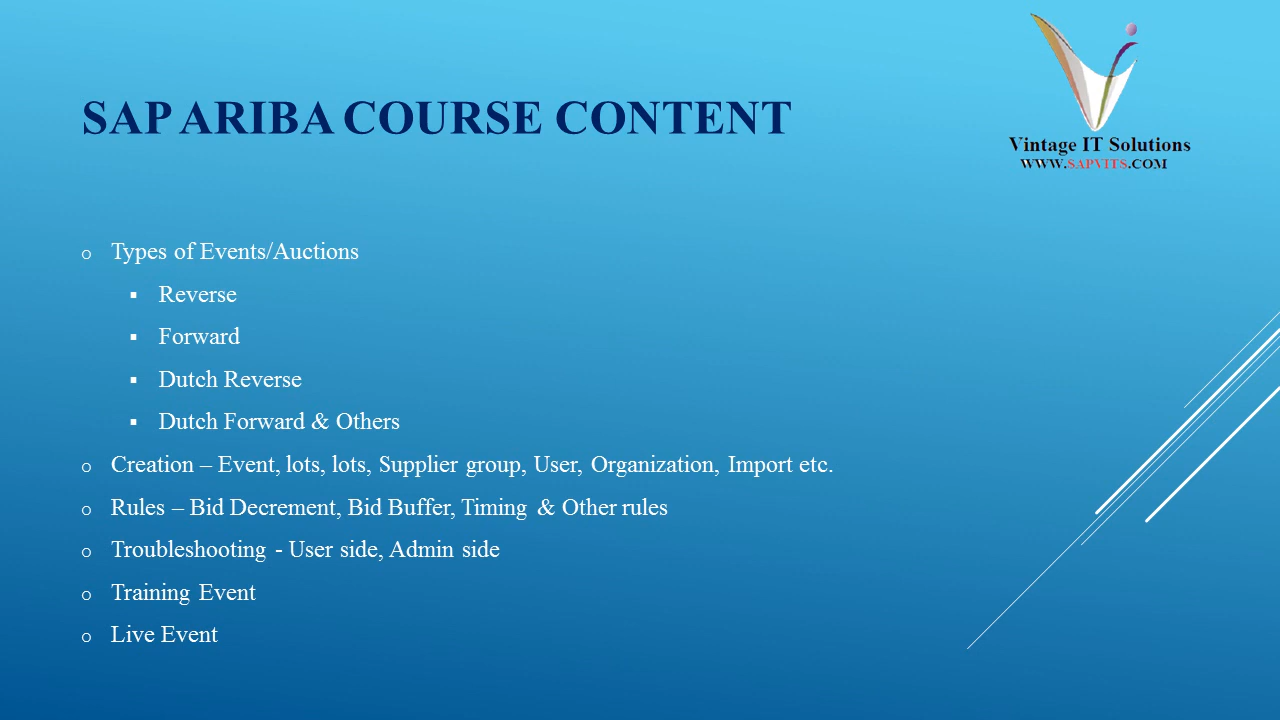 Vintage IT Solutions
WWW.SAPVITS.COM
SAP ARIBA COURSE CONTENT
o Types of Events/Auctions
▪ Reverse
▪ Forward
▪ Dutch Reverse
▪ Dutch Forward & Others
o Creation – Event, lots, lots, Supplier group, User, Organization, Import etc.
o Rules – Bid Decrement, Bid Buffer, Timing & Other rules
o Troubleshooting - User side, Admin side
o Training Event
o Live Event